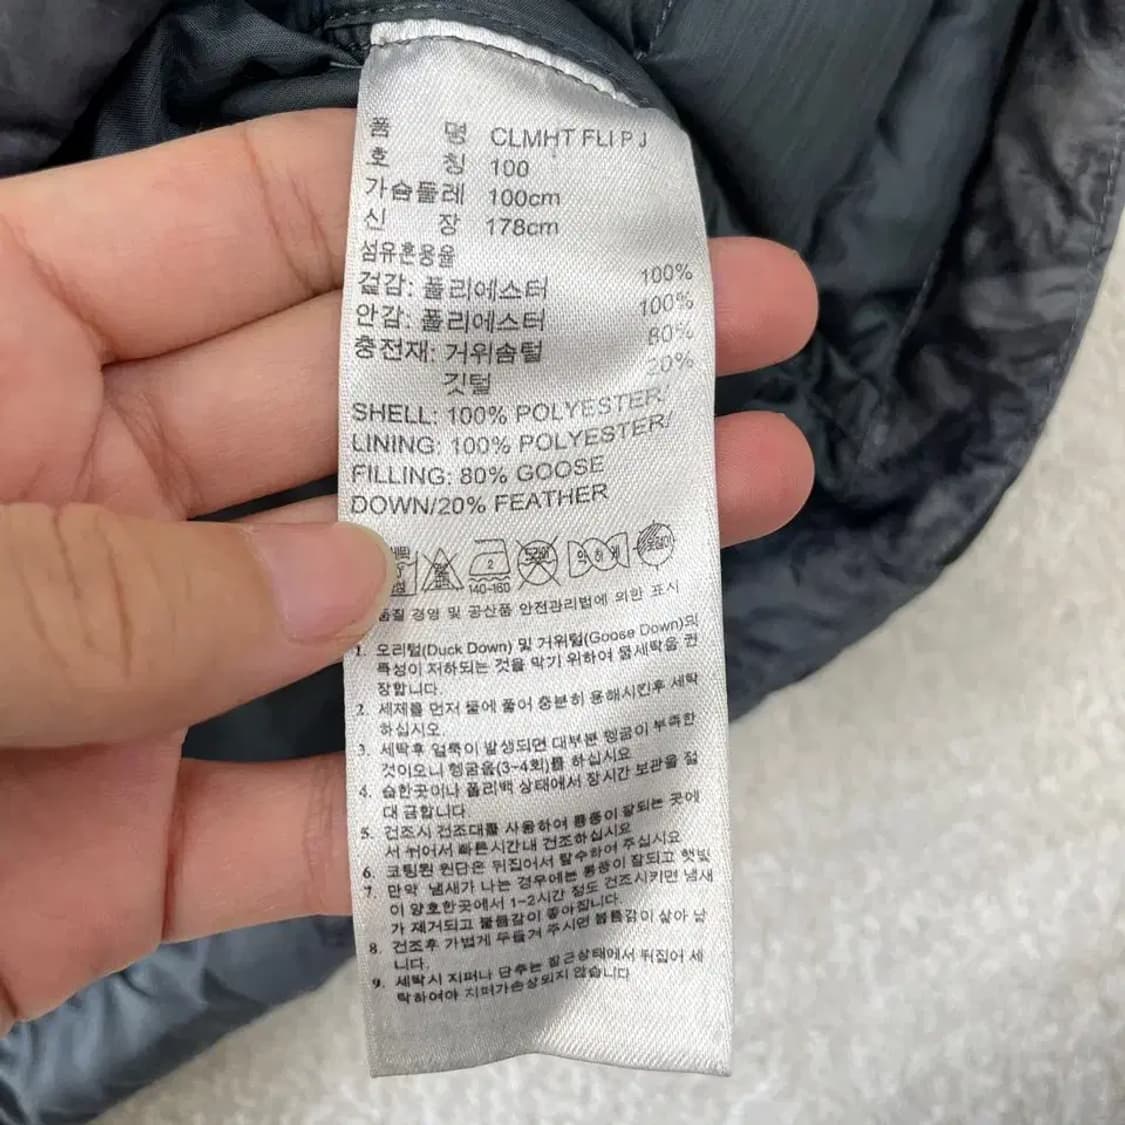 품 명 CLMHT FLIP J
호 칭 100
가슴둘레 100cm
신 장 178cm
섬유혼용율
겉감: 폴리에스터 100%
안감: 폴리에스터 100%
충전재: 거위솜털 80%
깃털 20%
SHELL: 100% POLYESTER/
LINING: 100% POLYESTER/
FILLING: 80% GOOSE
DOWN/20% FEATHER
2
140-160
드라이
약하게
옷걸이
품질 경영 및 공산품 안전관리법에 의한 표시
1. 오리털(Duck Down) 및 거위털(Goose Down)의
특성이 저하되는 것을 막기 위하여 물세탁을 권
장합니다.
2. 세제를 먼저 물에 풀어 충분히 용해시킨후 세탁
하십시오.
3. 세탁후 얼룩이 발생되면 대부분 헹굼이 부족한
것이오니 헹굼을(3~4회)를 하십시요
4. 습한곳이나 폴리백 상태에서 장시간 보관을 절
대 금합니다
5. 건조시 건조대를 사용하여 통풍이 잘되는 곳에
서 뉘어서 빠른시간내 건조하십시요
6. 코팅된 원단은 뒤집어서 탈수하여 주십시요
7. 만약 냄새가 나는 경우에는 통풍이 잘되고 햇빛
이 양호한곳에서 1~2시간 정도 건조시키면 냄새
가 제거되고 볼륨감이 좋아집니다.
8. 건조후 가볍게 두들겨 주시면 볼륨감이 살아 납
니다.
9. 세탁시 지퍼나 단추는 잠근상태에서 뒤집어 세
탁하여야 지퍼가손상되지 않습니다